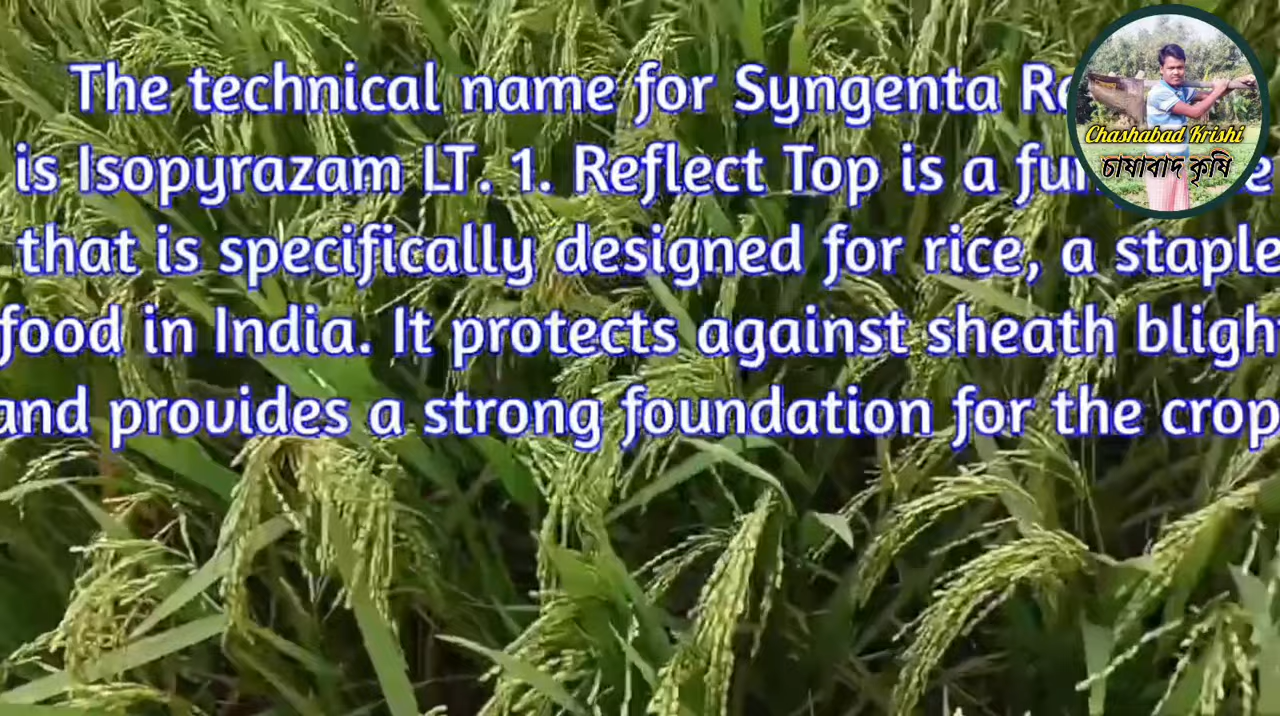 The technical name for Syngenta
is Isopyrazam LT. 1. Reflect Top is a
that is specifically designed for rice, a staple
food in India. It protects against sheath bligh
and provides a strong foundation for the crop
Chashabad Krishi
চাষাবাদ কৃষি